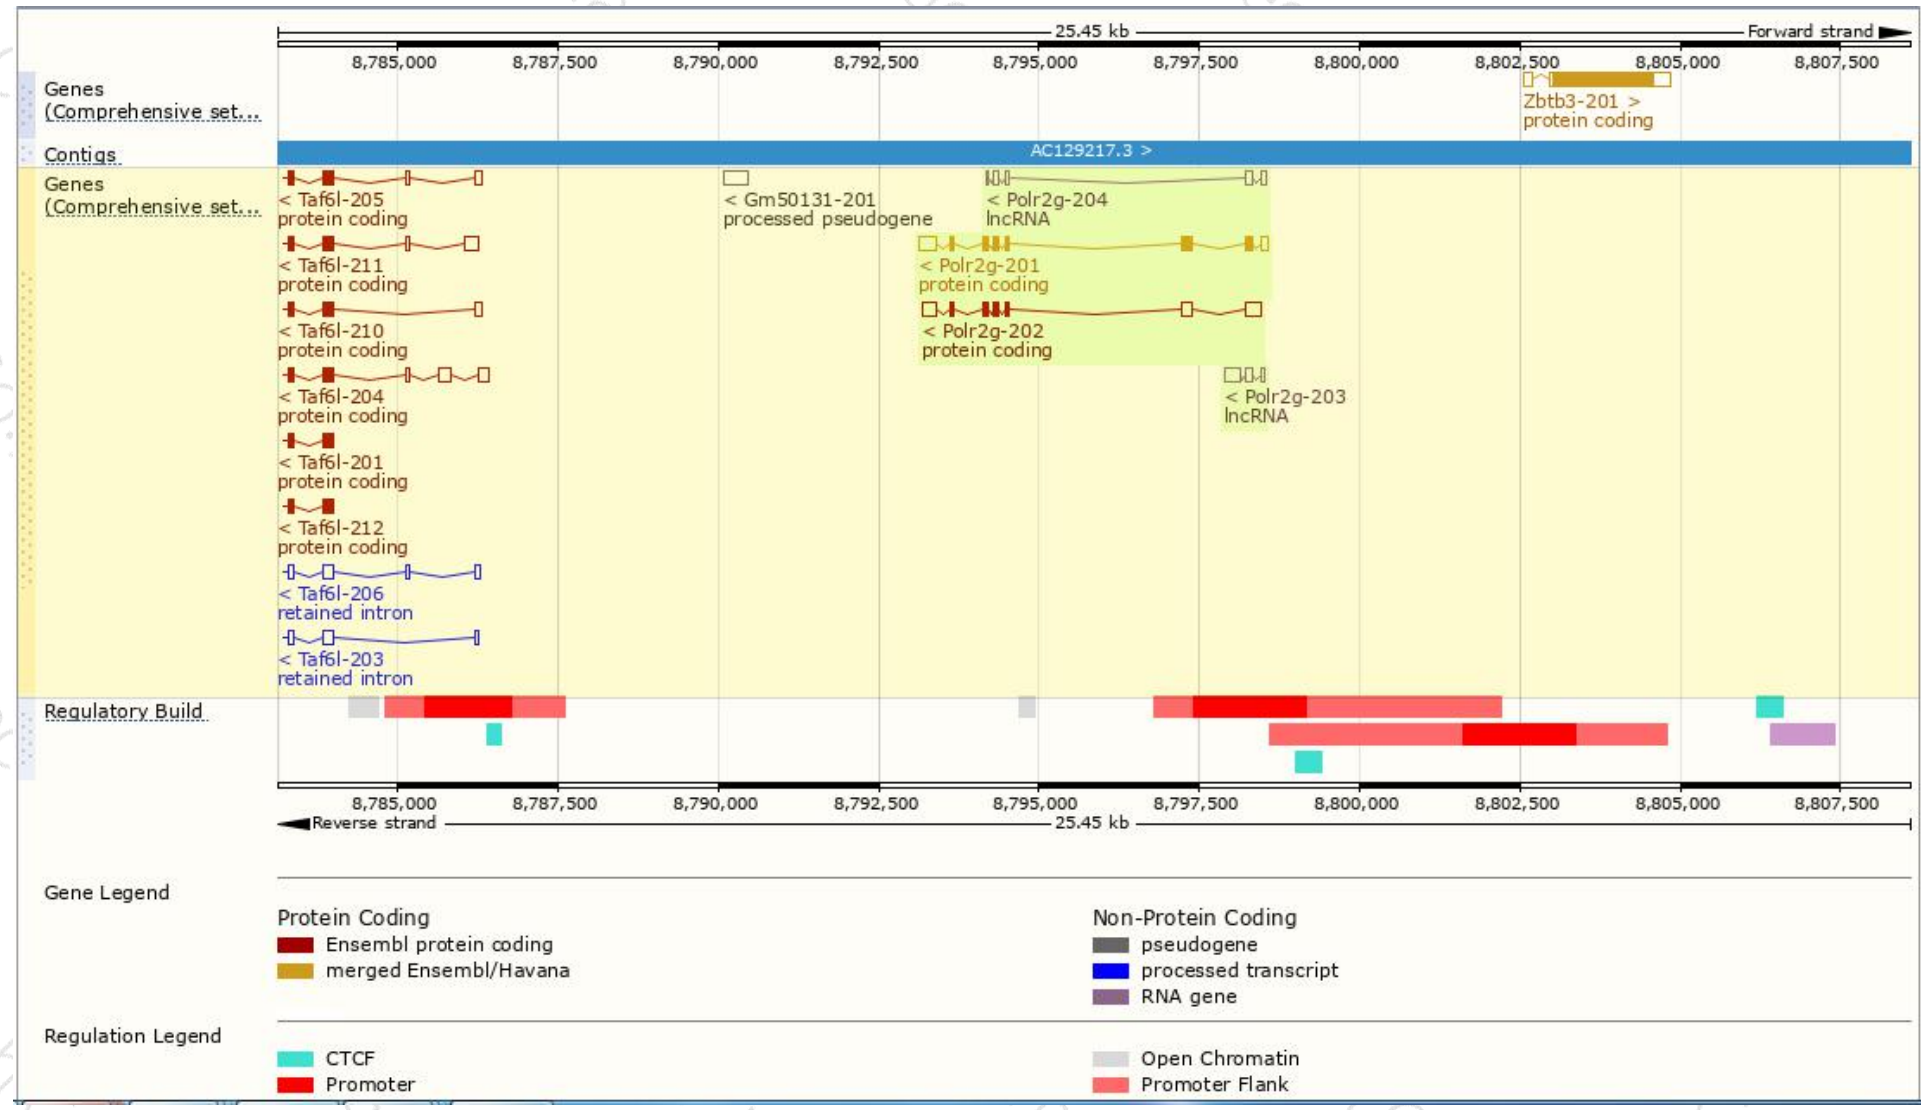 25.45 kb
Forward strand
8,785,000 8,787,500 8,790,000 8,792,500 8,795,000 8,797,500 8,800,000 8,802,500 8,805,000 8,807,500
Genes
(Comprehensive set...
Zbtb3-201 >
protein coding
Contigs
AC129217.3 >
Genes
(Comprehensive set...
< Taf6l-205
protein coding
< Gm50131-201
processed pseudogene
< Polr2g-204
lncRNA
< Taf6l-211
protein coding
< Polr2g-201
protein coding
< Taf6l-210
protein coding
< Polr2g-202
protein coding
< Taf6l-204
protein coding
< Polr2g-203
lncRNA
< Taf6l-201
protein coding
< Taf6l-212
protein coding
< Taf6l-206
retained intron
< Taf6l-203
retained intron
Regulatory Build
8,785,000 8,787,500 8,790,000 8,792,500 8,795,000 8,797,500 8,800,000 8,802,500 8,805,000 8,807,500
Reverse strand
25.45 kb
Gene Legend
Protein Coding
Ensembl protein coding
merged Ensembl/Havana
Non-Protein Coding
pseudogene
processed transcript
RNA gene
Regulation Legend
CTCF
Promoter
Open Chromatin
Promoter Flank